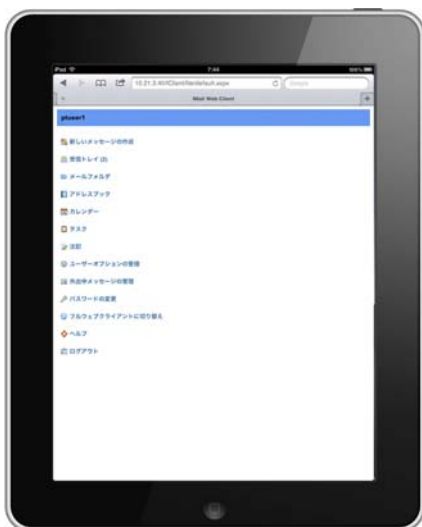 iPad
7:44
100%
10.21.3.40/IClient/lite/default.aspx
Google
IMail Web Client
ptuser1
新しいメッセージの作成
受信トレイ (2)
メールフォルダ
アドレスブック
カレンダー
タスク
注記
ユーザーオプションの管理
外出中メッセージの管理
パスワードの変更
フルウェブクライアントに切り替え
ヘルプ
ログアウト